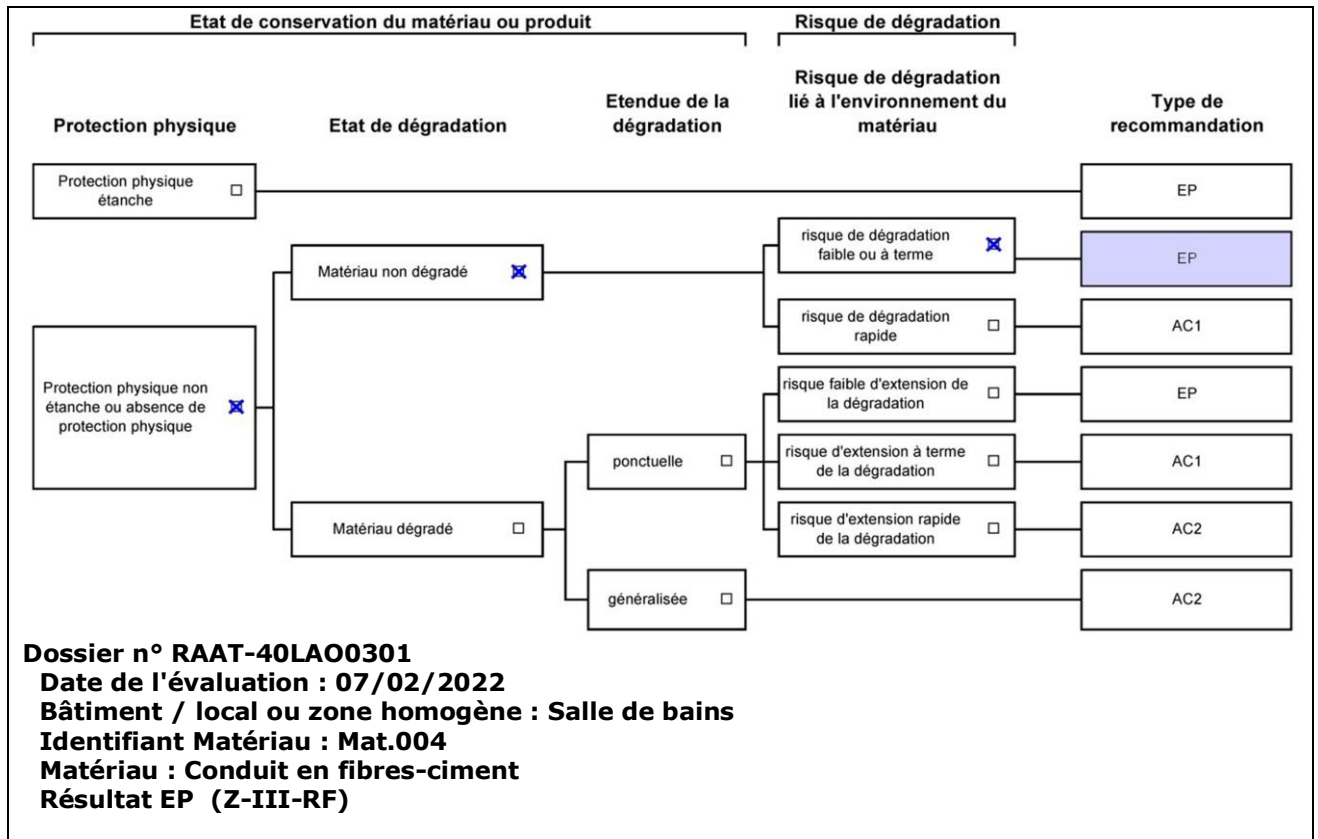 Etat de conservation du matériau ou produit
Risque de dégradation
Protection physique
Etat de dégradation
Etendue de la
dégradation
Risque de dégradation
lié à l'environnement du
matériau
Type de
recommandation
Protection physique
étanche
EP
risque de dégradation
faible ou à terme
EP
Matériau non dégradé
risque de dégradation
rapide
AC1
Protection physique non
étanche ou absence de
protection physique
risque faible d'extension de
la dégradation
EP
ponctuelle
risque d'extension à terme
de la dégradation
AC1
Matériau dégradé
risque d'extension rapide
de la dégradation
AC2
généralisée
AC2
Dossier n° RAAT-40LAO0301
Date de l'évaluation : 07/02/2022
Bâtiment / local ou zone homogène : Salle de bains
Identifiant Matériau : Mat.004
Matériau : Conduit en fibres-ciment
Résultat EP (Z-III-RF)